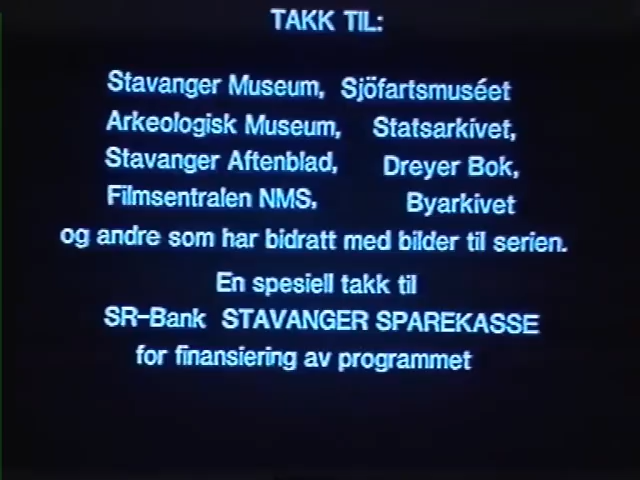 TAKK TIL:
Stavanger Museum, Sjöfartsmuséet
Arkeologisk Museum, Statsarkivet,
Stavanger Aftenblad, Dreyer Bok,
Filmsentralen NMS, Byarkivet
og andre som har bidratt med bilder til serien.
En spesiell takk til
SR-Bank STAVANGER SPAREKASSE
for finansiering av programmet